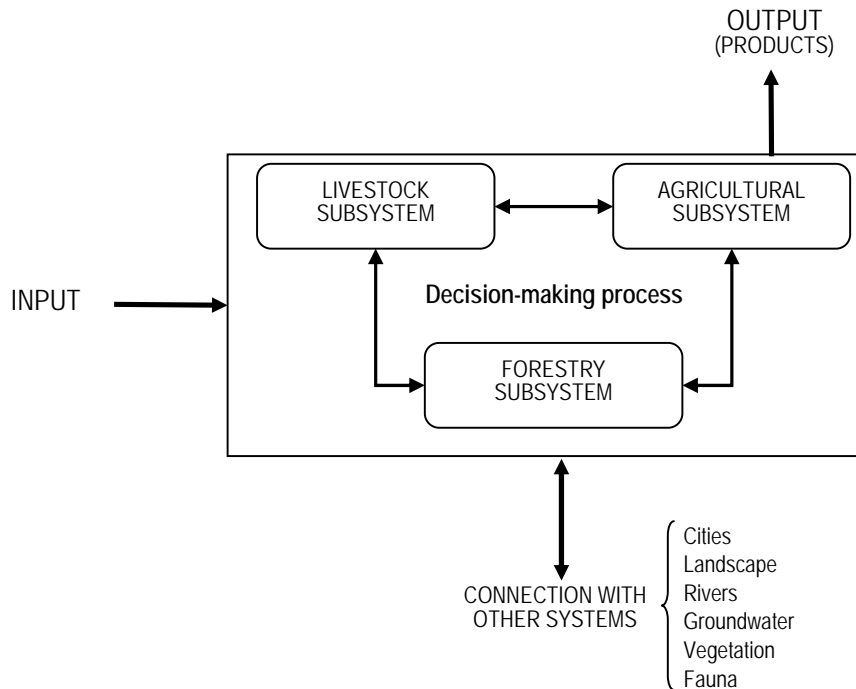 OUTPUT
(PRODUCTS)
LIVESTOCK
SUBSYSTEM
AGRICULTURAL
SUBSYSTEM
INPUT
Decision-making process
FORESTRY
SUBSYSTEM
CONNECTION WITH
OTHER SYSTEMS
Cities
Landscape
Rivers
Groundwater
Vegetation
Fauna